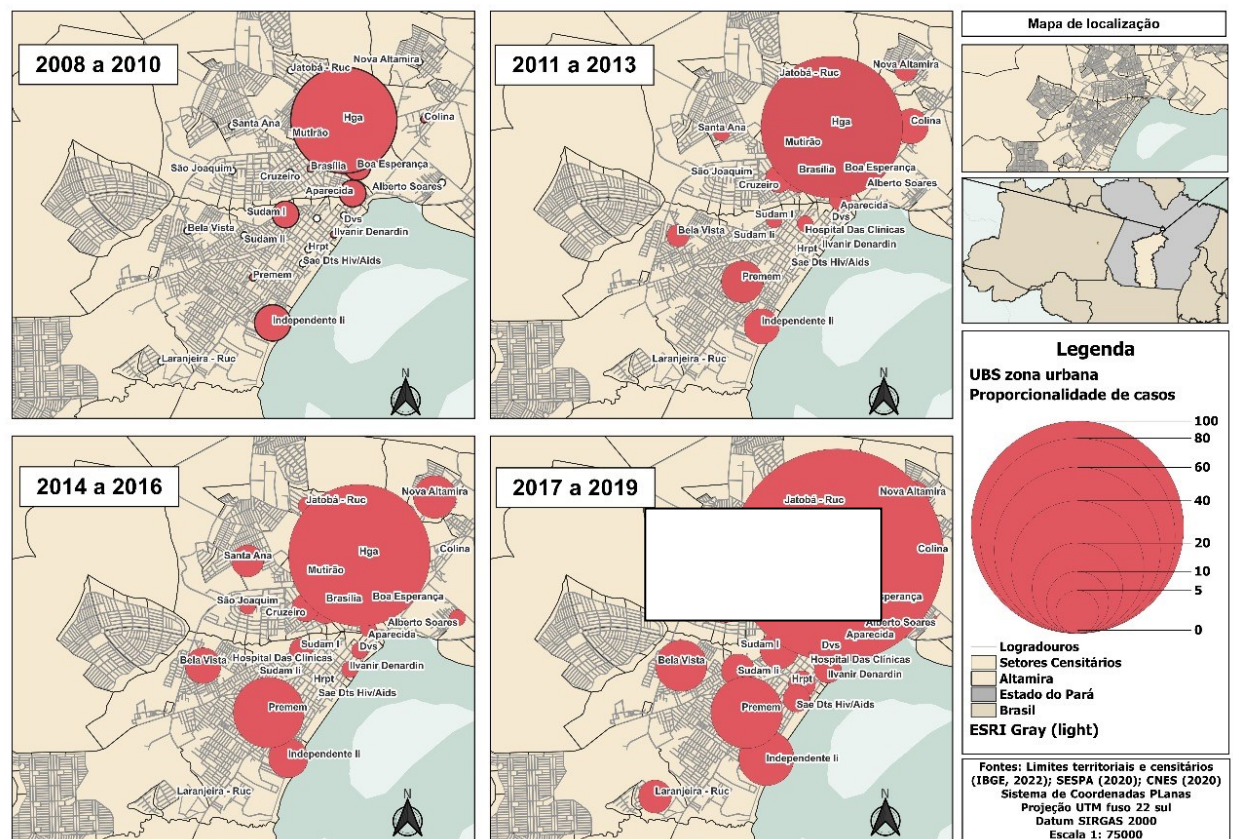 2008 a 2010
Nova Altamira
Jatobá - Ruc
Hga
Colina
Santa Ana
Mutirão
São Joaquim
Brasília
Boa Esperança
Cruzeiro
Aparecida
Alberto Soares
Sudam I
Dvs
Bela Vista
Sudam Ii
Ilvanir Denardin
Hrpt
Sae Dts Hiv/Aids
Premem
Independente Ii
Laranjeira - Ruc
N
2011 a 2013
Nova Altamira
Jatobá - Ruc
Hga
Colina
Santa Ana
Mutirão
São Joaquim
Brasília
Boa Esperança
Cruzeiro
Alberto Soares
Aparecida
Sudam I
Dvs
Bela Vista
Sudam Ii
Hospital Das Clínicas
Hrpt
Ilvanir Denardin
Sae Dts Hiv/Aids
Premem
Independente Ii
Laranjeira - Ruc
N
2014 a 2016
Nova Altamira
Jatobá - Ruc
Hga
Colina
Santa Ana
Mutirão
São Joaquim
Brasília
Boa Esperança
Cruzeiro
Alberto Soares
Aparecida
Sudam I
Dvs
Bela Vista
Hospital Das Clínicas
Sudam Ii
Ilvanir Denardin
Hrpt
Sae Dts Hiv/Aids
Premem
Independente Ii
Laranjeira - Ruc
N
2017 a 2019
Nova Altamira
Jatobá - Ruc
Colina
sperança
Alberto Soares
Aparecida
Sudam I
Dvs
Bela Vista
Hospital Das Clínicas
Sudam Ii
Ilvanir Denardin
Hrpt
Sae Dts Hiv/Aids
Premem
Independente Ii
Laranjeira - Ruc
N
Mapa de localização
Legenda
UBS zona urbana
Proporcionalidade de casos
100
80
60
40
20
10
5
0
Logradouros
Setores Censitários
Altamira
Estado do Pará
Brasil
ESRI Gray (light)
Fontes: Limites territoriais e censitários
(IBGE, 2022); SESPA (2020); CNES (2020)
Sistema de Coordenadas PLanas
Projeção UTM fuso 22 sul
Datum SIRGAS 2000
Escala 1: 75000